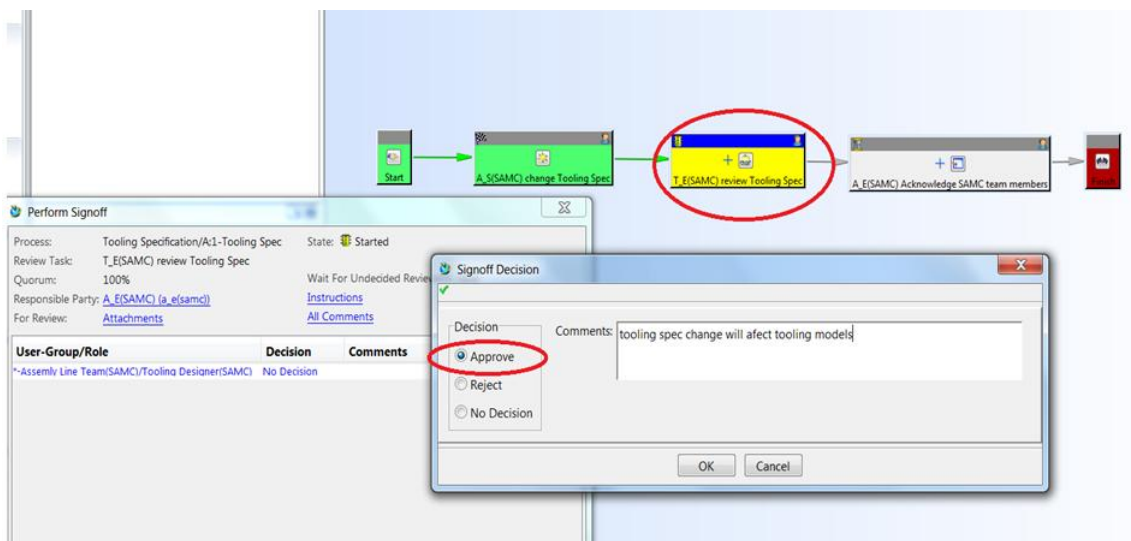 Start
A_S(SAMC) change Tooling Spec
T_E(SAMC) review Tooling Spec
A_E(SAMC) Acknowledge SAMC team members
Perform Signoff
Process: Tooling Specification/A;1-Tooling Spec State: Started
Review Task: T_E(SAMC) review Tooling Spec
Quorum: 100% Wait For Undecided Review
Responsible Party: A_E(SAMC) (a_e(samc)) Instructions
For Review: Attachments All Comments
User-Group/Role Decision Comments
*-Assemly Line Team(SAMC)/Tooling Designer(SAMC) No Decision
Signoff Decision
Decision
Approve
Reject
No Decision
Comments: tooling spec change will afect tooling models
OK Cancel